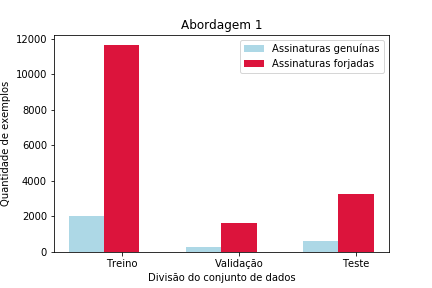 Abordagem 1
Assinaturas genuínas
Assinaturas forjadas
12000
10000
8000
6000
4000
2000
0
Quantidade de exemplos
Treino Validação Teste
Divisão do conjunto de dados